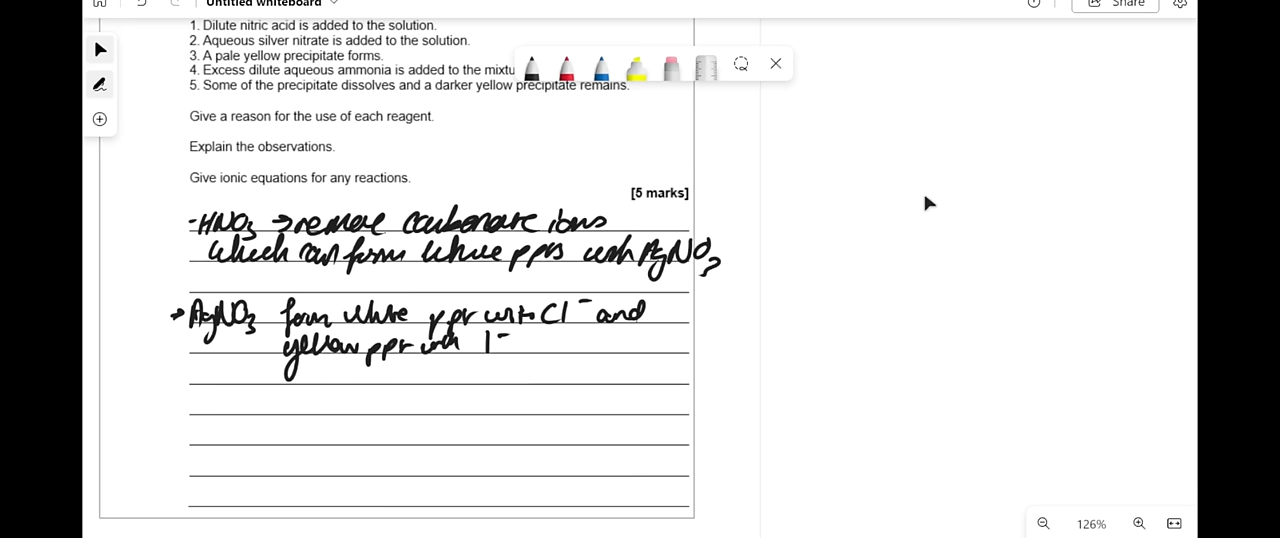 Untitled whiteboard
Share
1. Dilute nitric acid is added to the solution.
2. Aqueous silver nitrate is added to the solution.
3. A pale yellow precipitate forms.
4. Excess dilute aqueous ammonia is added to the mixtu
5. Some of the precipitate dissolves and a darker yellow precipitate remains.
Give a reason for the use of each reagent.
Explain the observations.
Give ionic equations for any reactions.
[5 marks]
- HNO₃ → remove carbonate ions
which can form white ppts with AgNO₃
→ AgNO₃ form white ppt with Cl⁻ and
yellow ppt with I⁻
126%